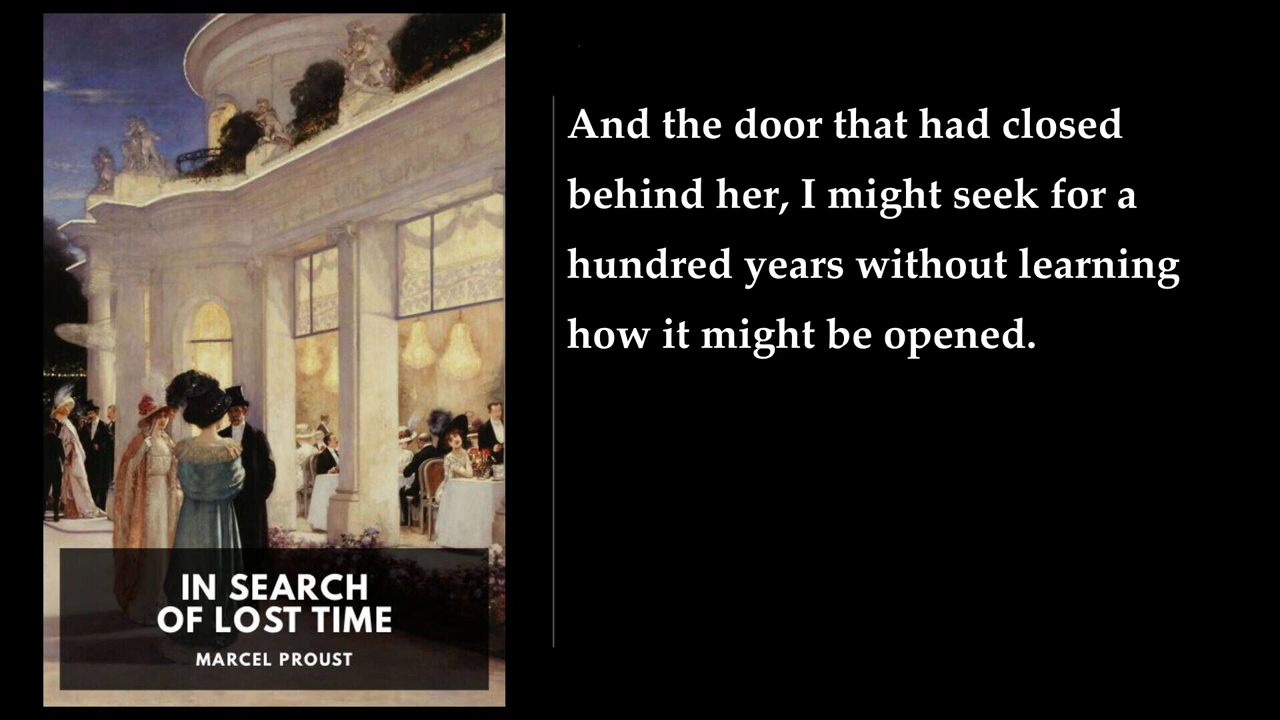 And the door that had closed
behind her, I might seek for a
hundred years without learning
how it might be opened.
IN SEARCH
OF LOST TIME
MARCEL PROUST